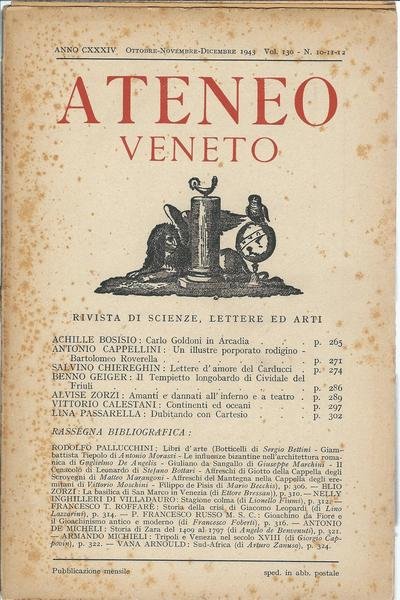 ANNO CXXXIV Ottobre-Novembre-Dicembre 1943 Vol. 130 - N. 10-11-12
ATENEO
VENETO
RIVISTA DI SCIENZE, LETTERE ED ARTI
ACHILLE BOSISIO: Carlo Goldoni in Arcadia . . . . p. 265
ANTONIO CAPPELLINI: Un illustre porporato rodigino -
Bartolomeo Roverella . . . . . . . p. 271
SALVINO CHIEREGHIN: Lettere d'amore del Carducci . p. 274
BENNO GEIGER: Il Tempietto longobardo di Cividale del
Friuli . . . . . . . . p. 286
ALVISE ZORZI: Amanti e dannati all'inferno e a teatro . p. 289
VITTORIO CALESTANI: Continenti ed oceani . . . p. 297
LINA PASSARELLA: Dubitando con Cartesio . . . p. 302
RASSEGNA BIBLIOGRAFICA:
RODOLFO PALLUCCHINI: Libri d'arte (Botticelli di Sergio Bettini - Giam-
battista Piepolo di Antonio Morassi - Le influenze bizantine nell'architettura roma-
nica di Guglielmo De Angelis - Giuliano da Sangallo di Giuseppe Marchini - Il
Cenacolo di Leonardo di Stefano Bottari - Affreschi di Giotto della Cappella degli
Scrovegni di Matteo Marangoni - Affreschi del Mantegna nella Cappella degli ere-
mitani di Vittorio Moschini - Filippo de Pisis di Mario Becchis), p. 306. — ELIO
ZORZI: La basilica di San Marco in Venezia (di Ettore Bressan), p. 310. — NELLY
INGHILLERI DI VILLADAURO: Stagione colma (di Lionello Fiumi), p. 312. —
FRANCESCO T. ROFFARÈ: Storia della crisi, di Giacomo Leopardi (di Lino
Lazzarini), p. 314. — P. FRANCESCO RUSSO M. S. C.: Gioachino da Fiore e
il Gioachinismo antico e moderno (di Francesco Foberti), p. 316. — ANTONIO
DE MICHELI: Storia di Zara del 1409 al 1797 (di Angelo de Benvenuti), p. 321.
— ARMANDO MICHIELI: Tripoli e Venezia nel secolo XVIII (di Giorgio Cap-
povin), p. 322. — VANA ARNOULD: Sud-Africa (di Arturo Zanuso), p. 324.
Pubblicazione mensile sped. in abb. postale